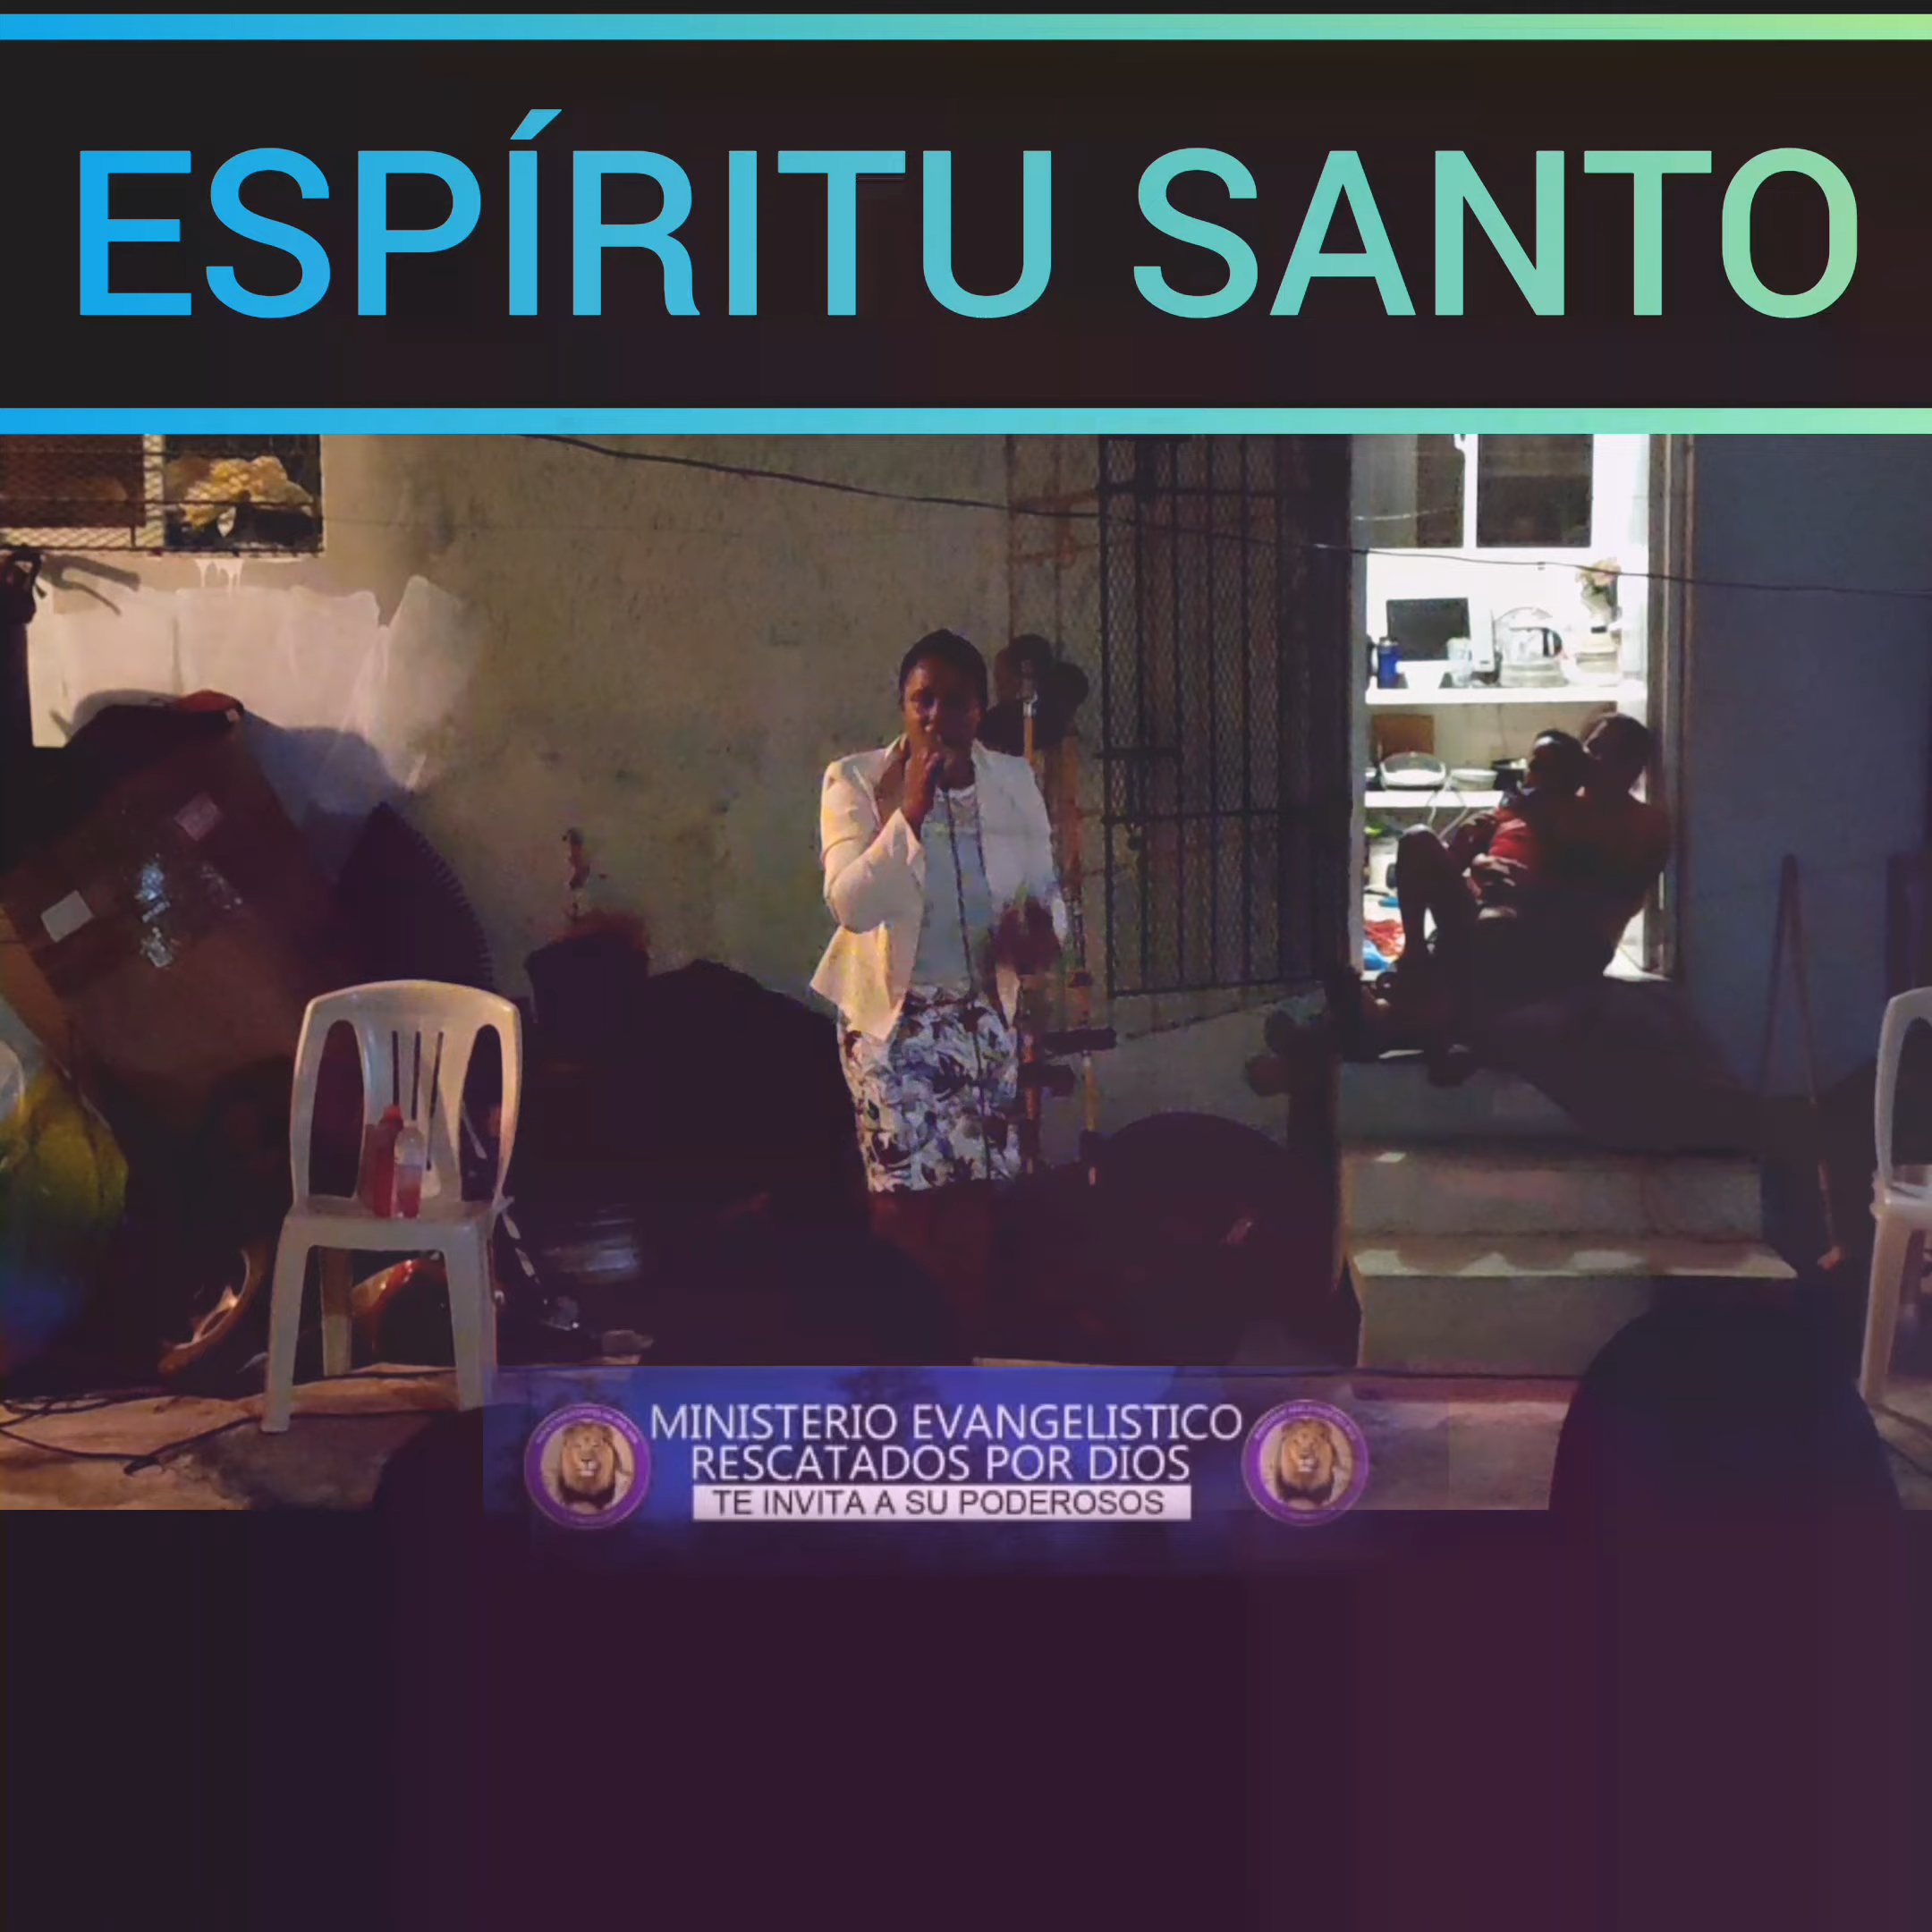 ESPÍRITU SANTO
MINISTERIO EVANGELISTICO
RESCATADOS POR DIOS
TE INVITA A SU PODEROSOS